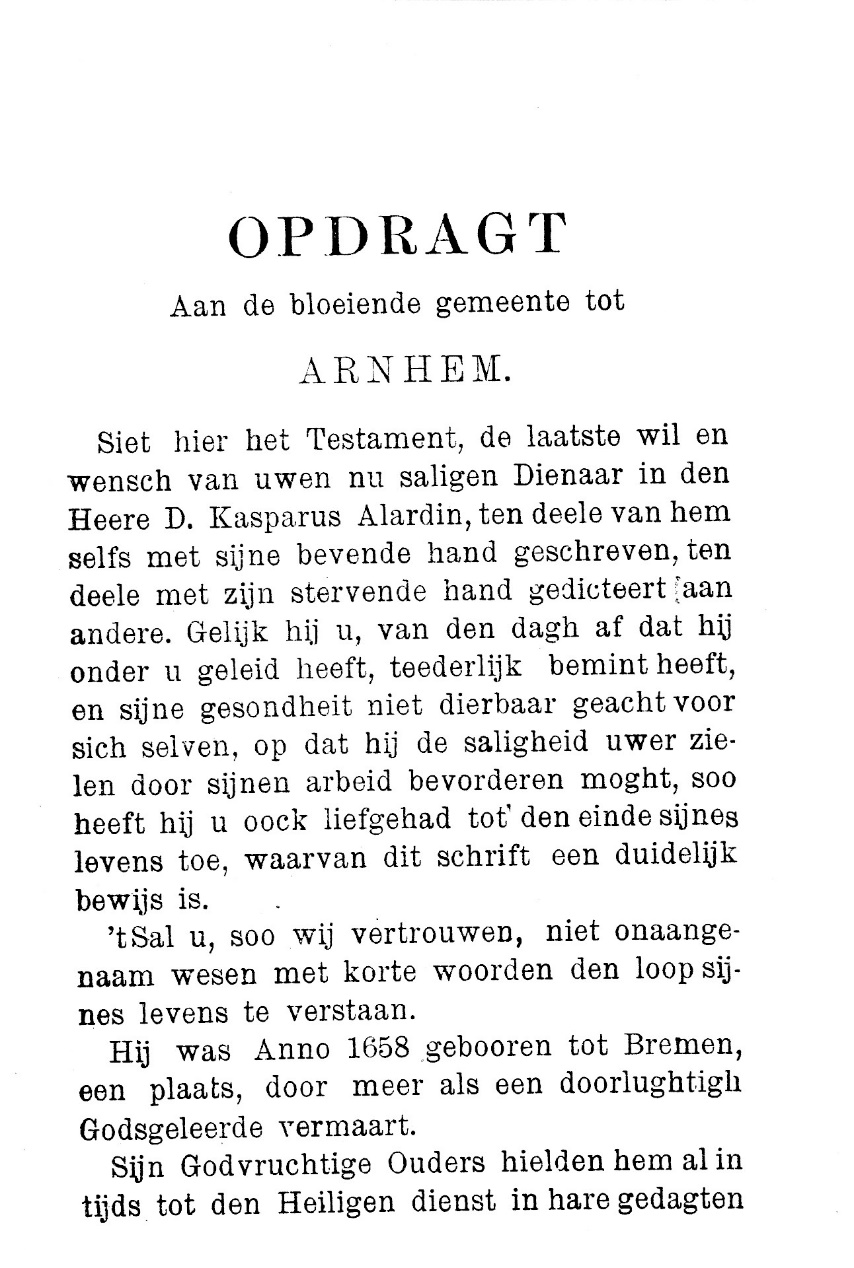 OPDRAGT
Aan de bloeiende gemeente tot
ARNHEM.
Siet hier het Testament, de laatste wil en
wensch van uwen nu saligen Dienaar in den
Heere D. Kasparus Alardin, ten deele van hem
selfs met sijne bevende hand geschreven, ten
deele met zijn stervende hand gedicteert aan
andere. Gelijk hij u, van den dagh af dat hij
onder u geleid heeft, teederlijk bemint heeft,
en sijne gesondheit niet dierbaar geacht voor
sich selven, op dat hij de saligheid uwer zie-
len door sijnen arbeid bevorderen moght, soo
heeft hij u oock liefgehad tot den einde sijnes
levens toe, waarvan dit schrift een duidelijk
bewijs is.
'tSal u, soo wij vertrouwen, niet onaange-
naam wesen met korte woorden den loop sij-
nes levens te verstaan.
Hij was Anno 1658 gebooren tot Bremen,
een plaats, door meer als een doorlughtigh
Godsgeleerde vermaart.
Sijn Godvruchtige Ouders hielden hem al in
tijds tot den Heiligen dienst in hare gedagten